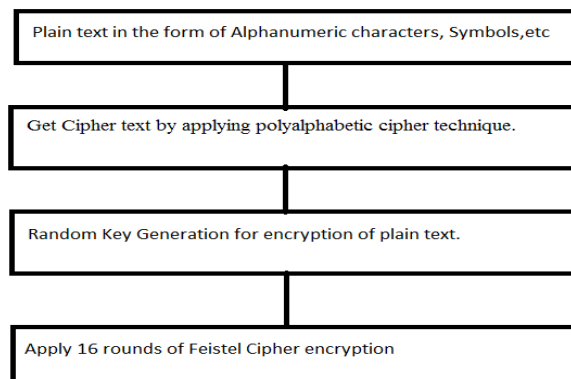 Plain text in the form of Alphanumeric characters, Symbols,etc
Get Cipher text by applying polyalphabetic cipher technique.
Random Key Generation for encryption of plain text.
Apply 16 rounds of Feistel Cipher encryption